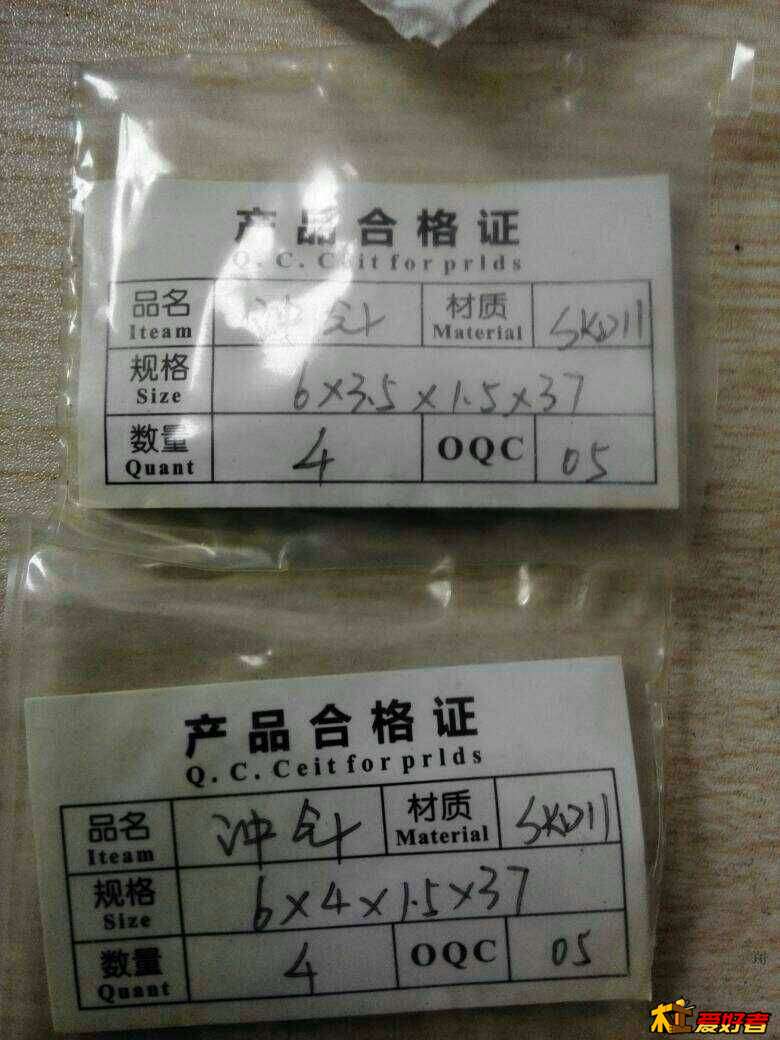 产品合格证
Q. C. Ceit for prlds
品名 冲针 材质 SKD11
Iteam Material
规格 6×3.5×1.5×37
Size
数量 4 OQC 05
Quant
产品合格证
Q. C. Ceit for prlds
品名 冲针 材质 SKD11
Iteam Material
规格 6×4×1.5×37
Size
数量 4 OQC 05
Quant
爱好者